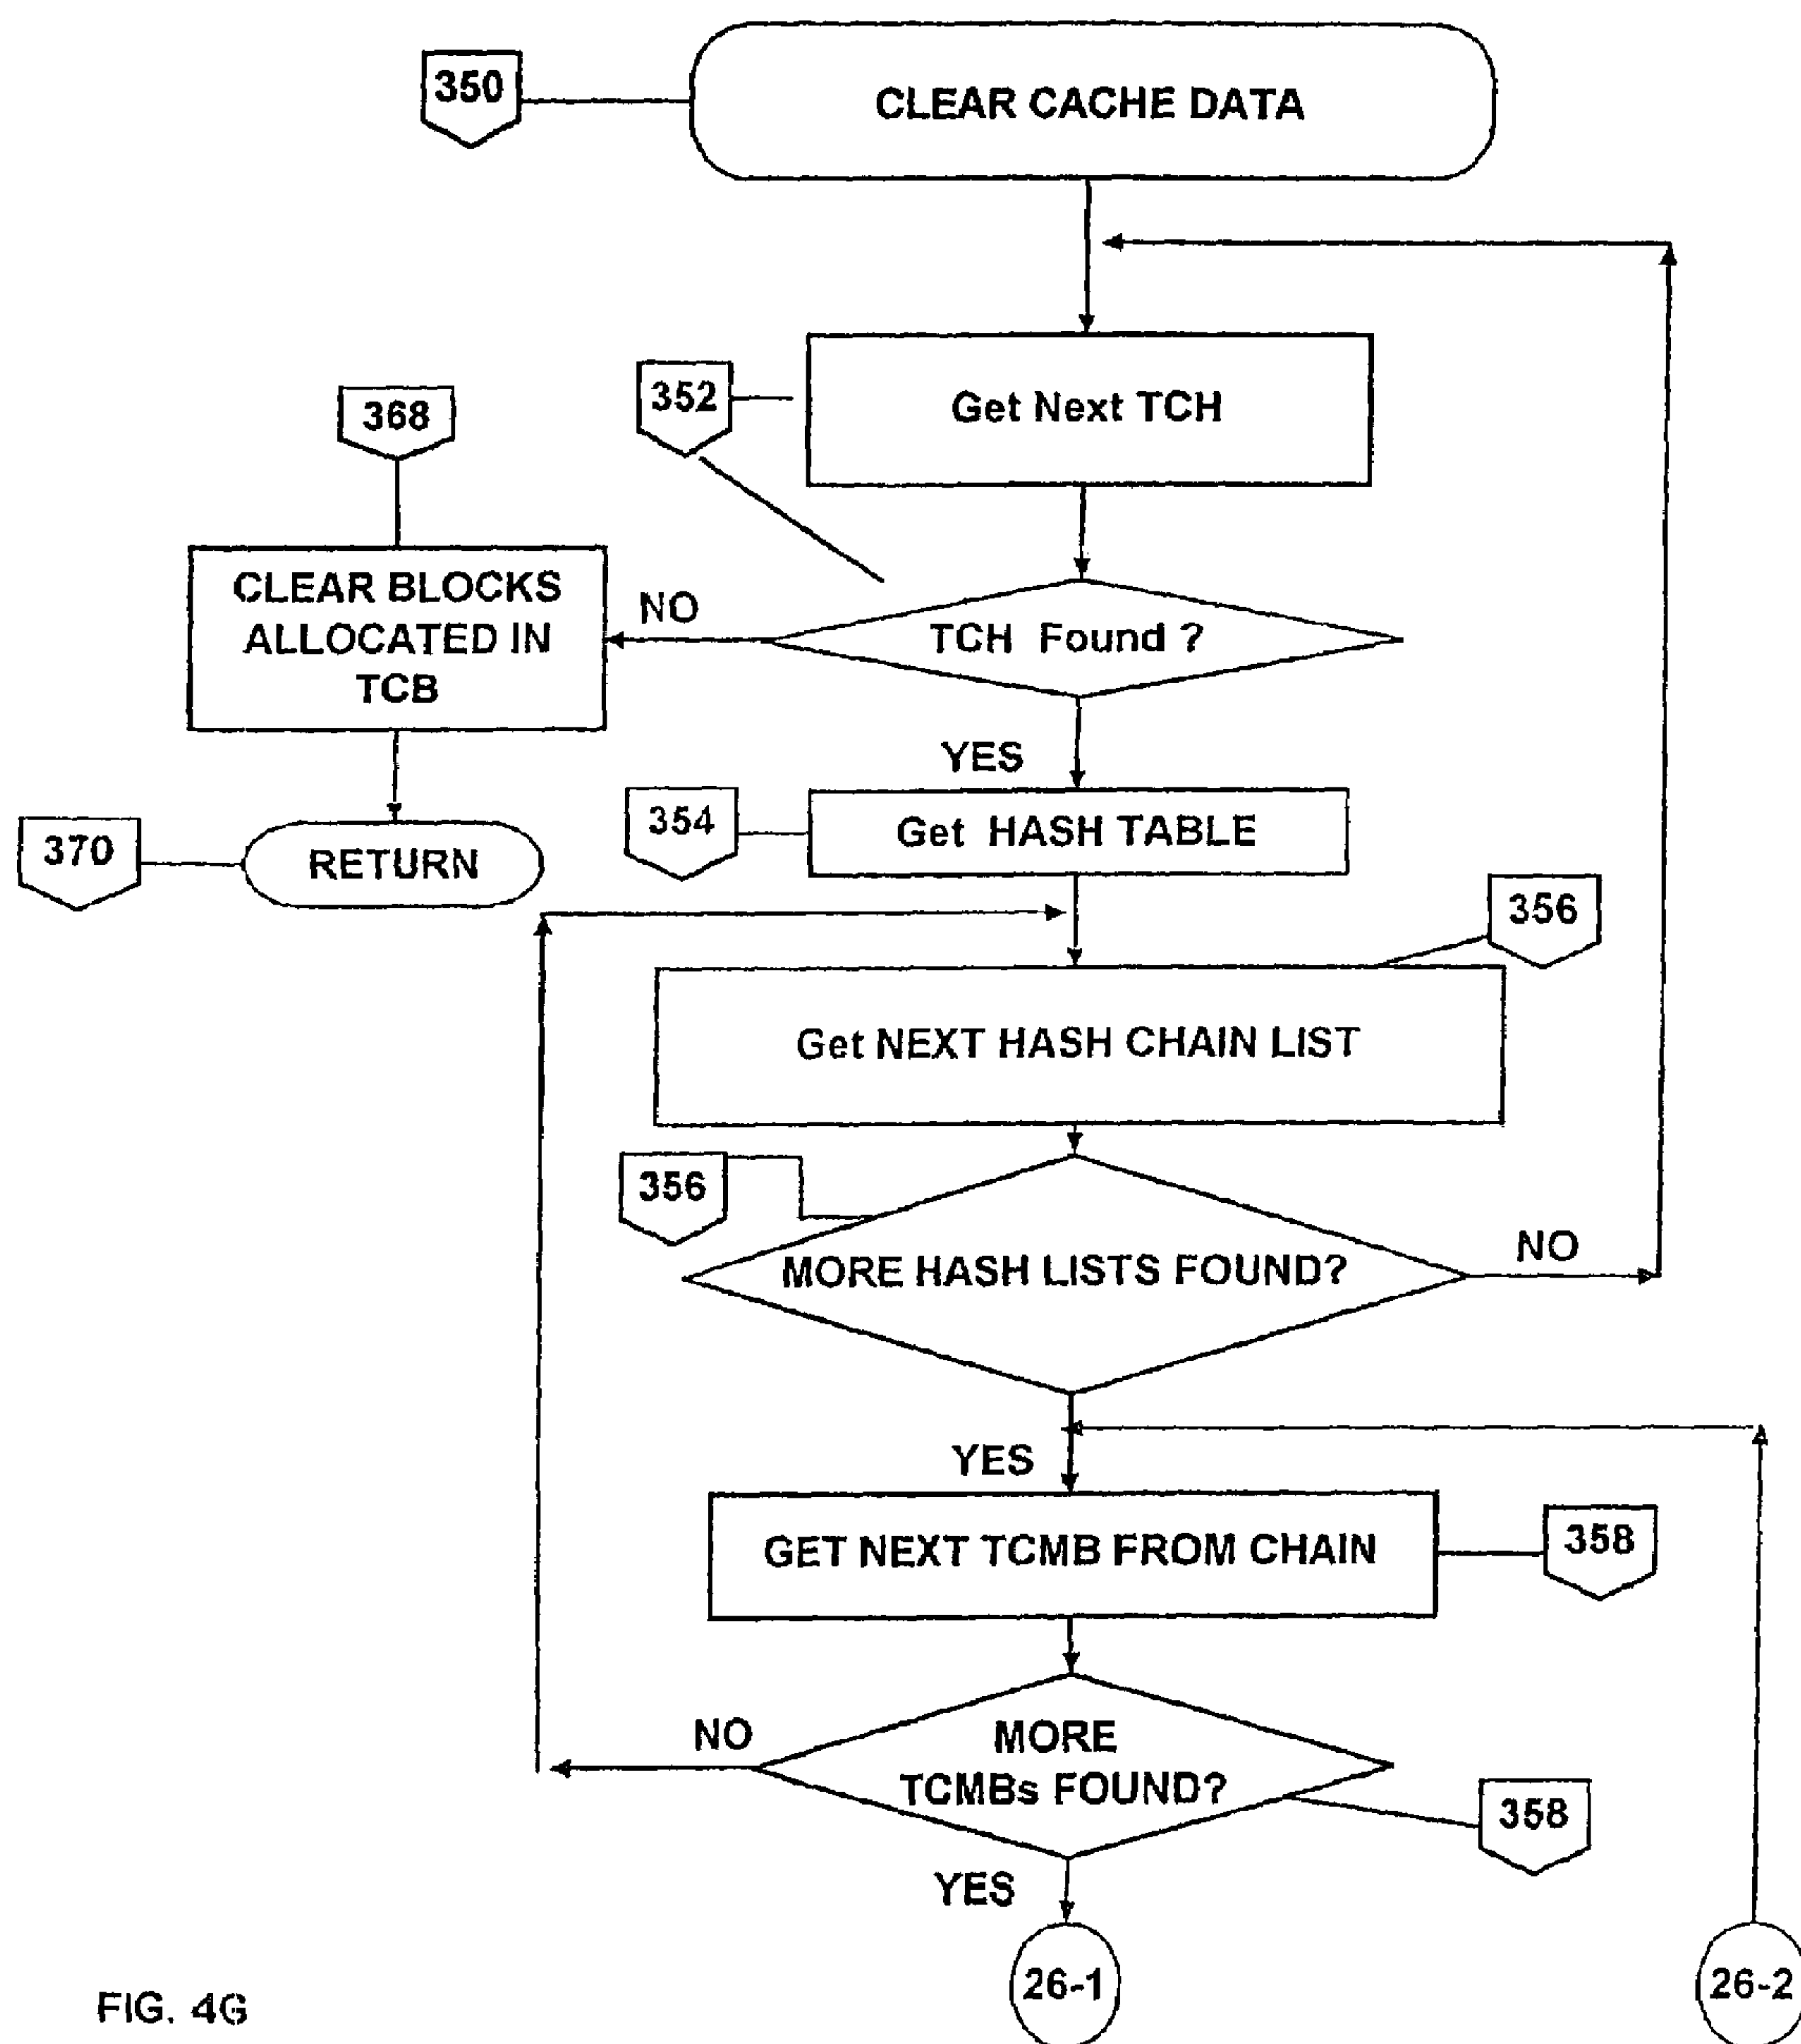 350
CLEAR CACHE DATA
352
Get Next TCH
368
CLEAR BLOCKS
ALLOCATED IN
TCB
NO
TCH Found ?
YES
354
Get HASH TABLE
370
RETURN
356
Get NEXT HASH CHAIN LIST
356
MORE HASH LISTS FOUND?
NO
YES
GET NEXT TCMB FROM CHAIN
358
NO
MORE
TCMBs FOUND?
358
YES
26-1
26-2
FIG. 4G